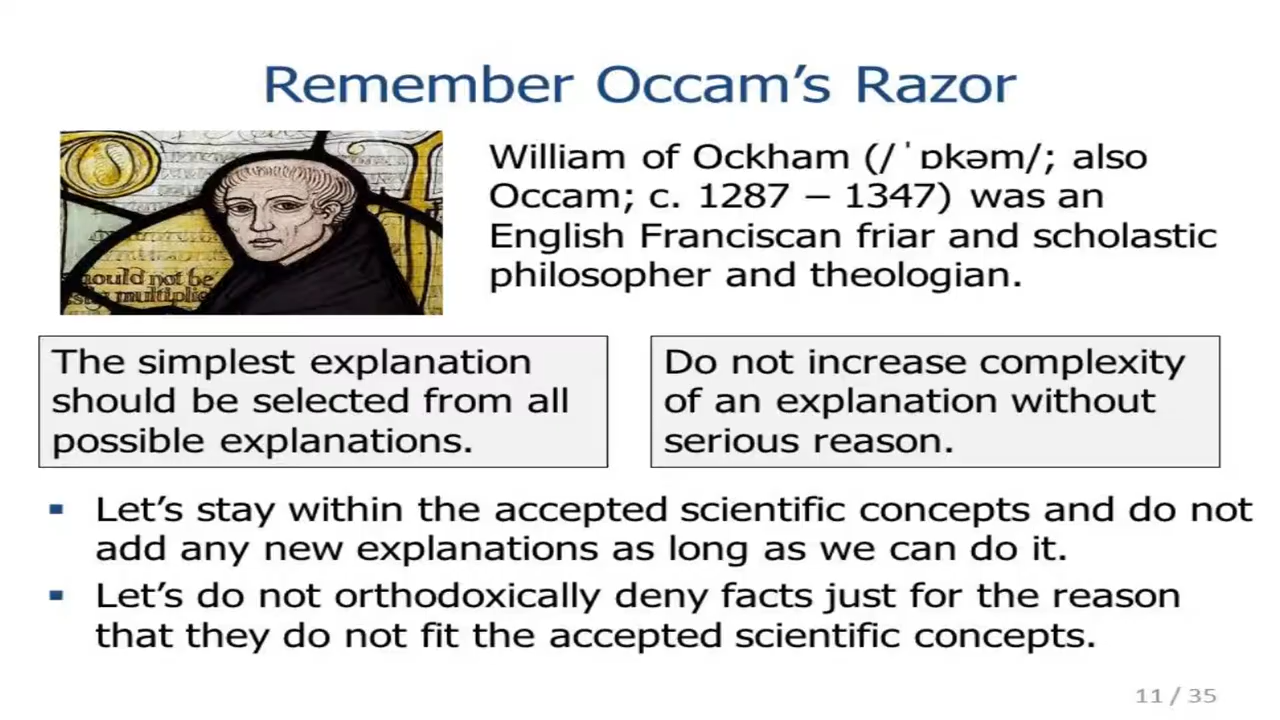 Remember Occam's Razor
William of Ockham (/ˈɒkəm/; also
Occam; c. 1287 – 1347) was an
English Franciscan friar and scholastic
philosopher and theologian.
ould not be
multiplie
The simplest explanation
should be selected from all
possible explanations.
Do not increase complexity
of an explanation without
serious reason.
▪ Let's stay within the accepted scientific concepts and do not
add any new explanations as long as we can do it.
▪ Let's do not orthodoxically deny facts just for the reason
that they do not fit the accepted scientific concepts.
11 / 35